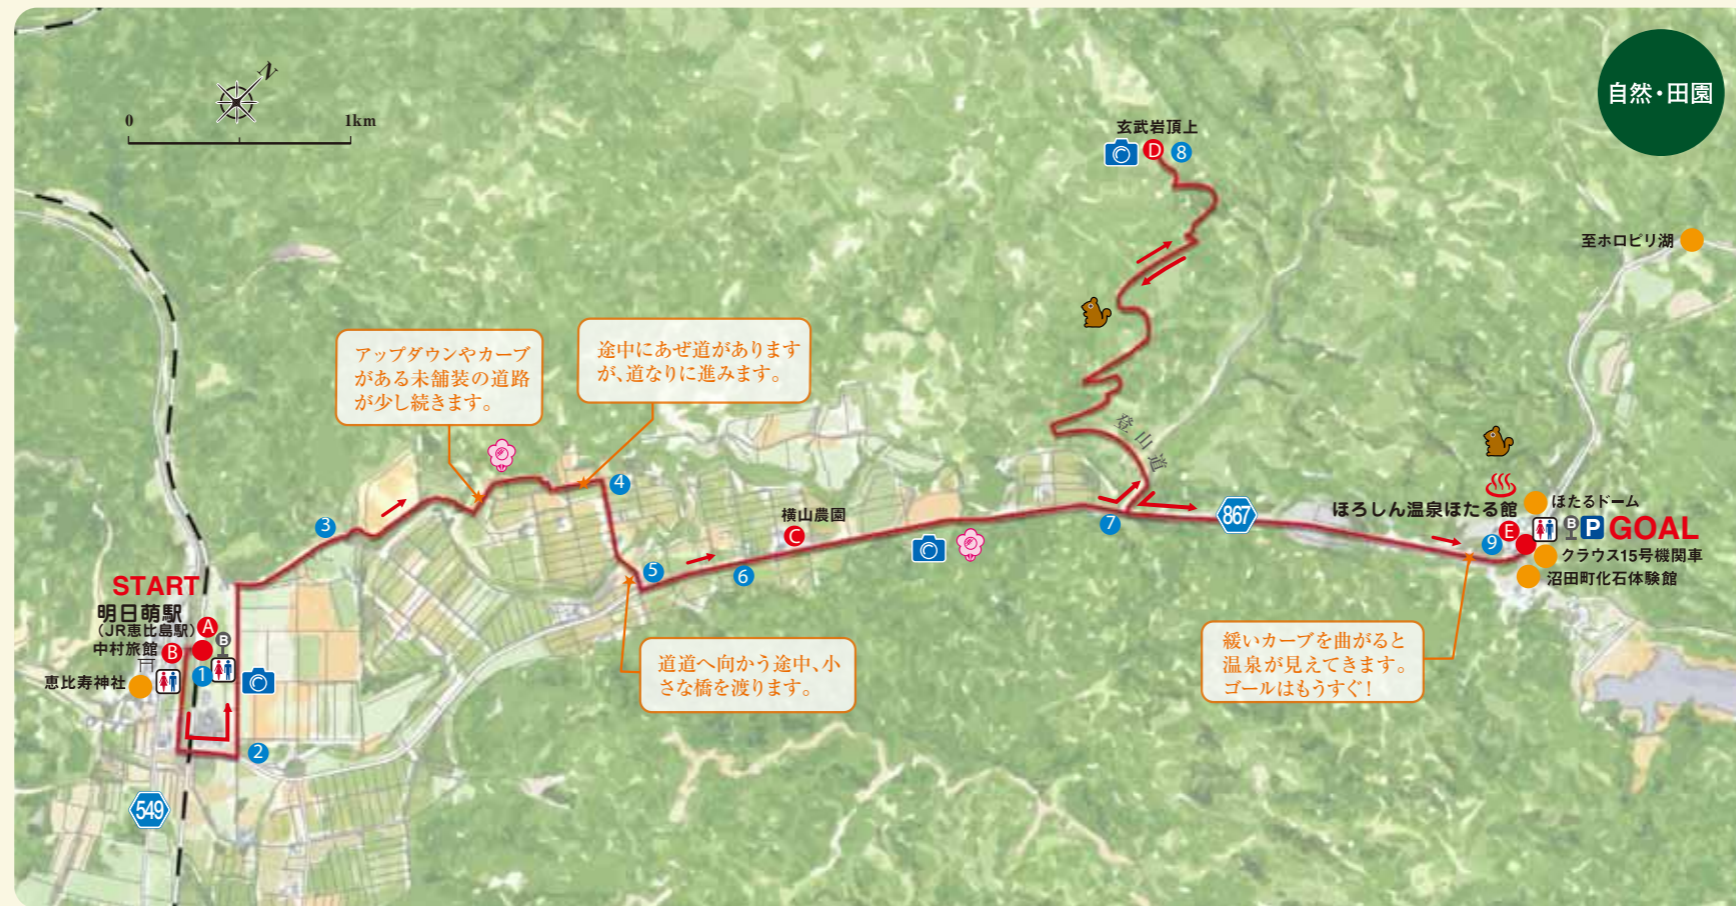 N
0 1km
自然・田園
玄武岩頂上
D 8
至ホロピリ湖
アップダウンやカーブ
がある未舗装の道路
が少し続きます。
途中にあぜ道があります
が、道なりに進みます。
登山道
4
3
横山農園
C
7
867
ほたるドーム
ほろしん温泉ほたる館
E B P GOAL
9
クラウス15号機関車
沼田町化石体験館
5
6
START
明日萌駅
(JR恵比島駅) A
中村旅館 B
B
1
恵比寿神社
2
道道へ向かう途中、小
さな橋を渡ります。
緩いカーブを曲がると
温泉が見えてきます。
ゴールはもうすぐ!
549